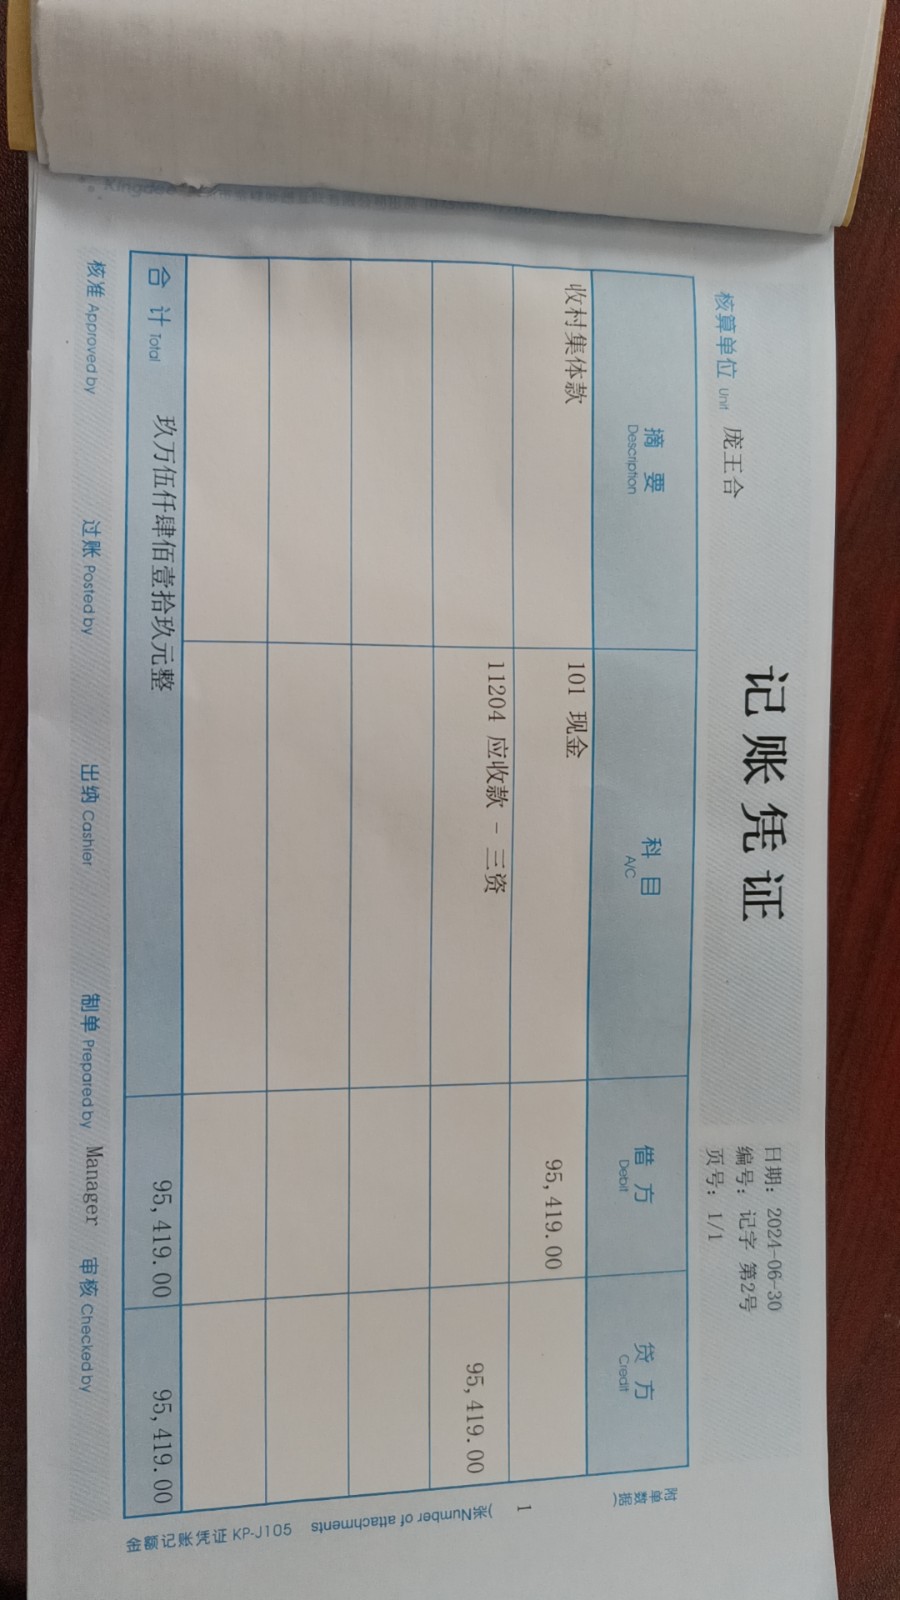 Kingdee
记账凭证
日期: 2024-06-30
编号: 记字 第2号
核算单位 Unit 庞王合
页号: 1/1
摘要 Description 科目 A/C 借方 Debit 贷方 Credit
收村集体款 101 现金 95,419.00
11204 应收款 - 三资 95,419.00
合计 Total 玖万伍仟肆佰壹拾玖元整 95,419.00 95,419.00
附单数据( 1 )张 Number of attachments
核准 Approved by 过账 Posted by 出纳 Cashier 制单 Prepared by Manager 审核 Checked by
金额记账凭证 KP-J105